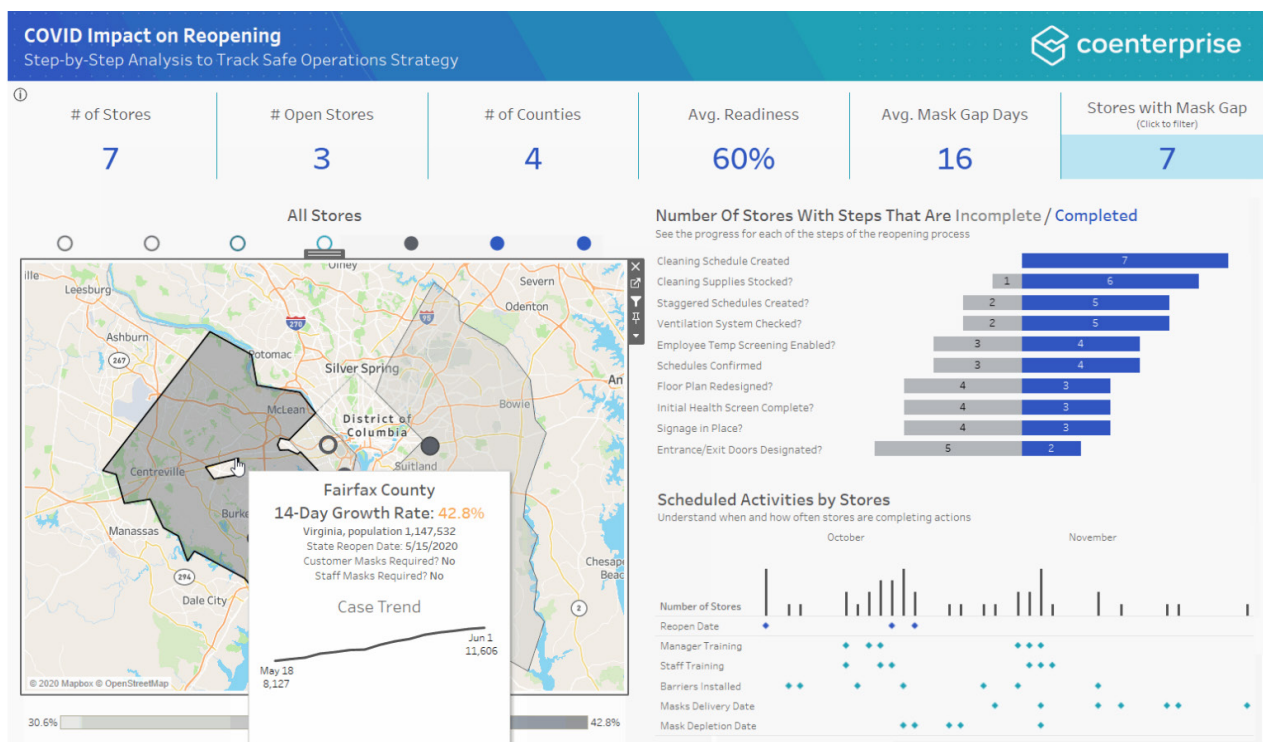 COVID Impact on Reopening
Step-by-Step Analysis to Track Safe Operations Strategy
coenterprise
# of Stores
7
# Open Stores
3
# of Counties
4
Avg. Readiness
60%
Avg. Mask Gap Days
16
Stores with Mask Gap
(Click to filter)
7
All Stores
ille
Leesburg
Olney
Severn
Odenton
270
95
Ashburn
267
Potomac
Silver Spring
An
McLean
Bowie
District of
Columbia
Centreville
Suitland
Burke
Manassas
294
Dale City
Chesap
Beac
2
© 2020 Mapbox © OpenStreetMap
Fairfax County
14-Day Growth Rate: 42.8%
Virginia, population 1,147,532
State Reopen Date: 5/15/2020
Customer Masks Required? No
Staff Masks Required? No
Case Trend
Jun 1
11,606
May 18
8,127
30.6%
42.8%
Number Of Stores With Steps That Are Incomplete / Completed
See the progress for each of the steps of the reopening process
Cleaning Schedule Created 7
Cleaning Supplies Stocked? 1 6
Staggered Schedules Created? 2 5
Ventilation System Checked? 2 5
Employee Temp Screening Enabled? 3 4
Schedules Confirmed 3 4
Floor Plan Redesigned? 4 3
Initial Health Screen Complete? 4 3
Signage in Place? 4 3
Entrance/Exit Doors Designated? 5 2
Scheduled Activities by Stores
Understand when and how often stores are completing actions
October November
Number of Stores
Reopen Date
Manager Training
Staff Training
Barriers Installed
Masks Delivery Date
Mask Depletion Date